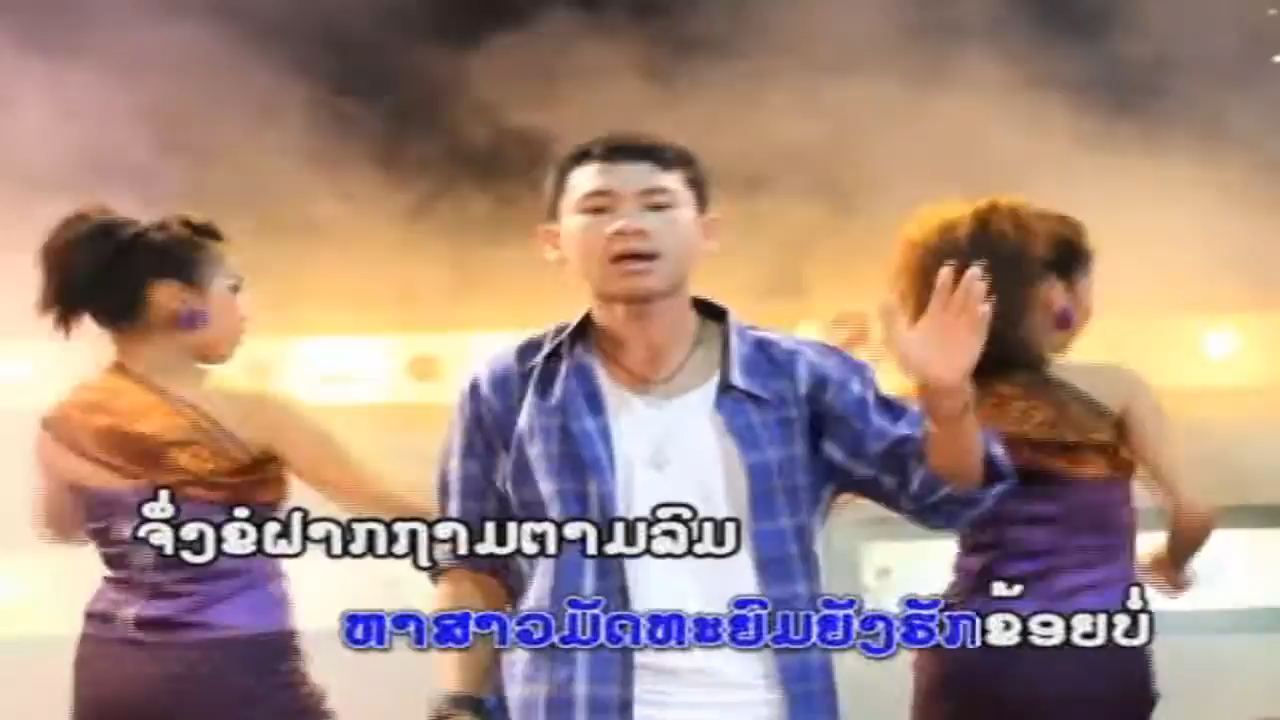 ຈຶ່ງຂໍຝາກຖາມຕາມລົມ
ຫາສາວມັດທະຍົມຍັງຮັກຂ້ອຍບໍ່